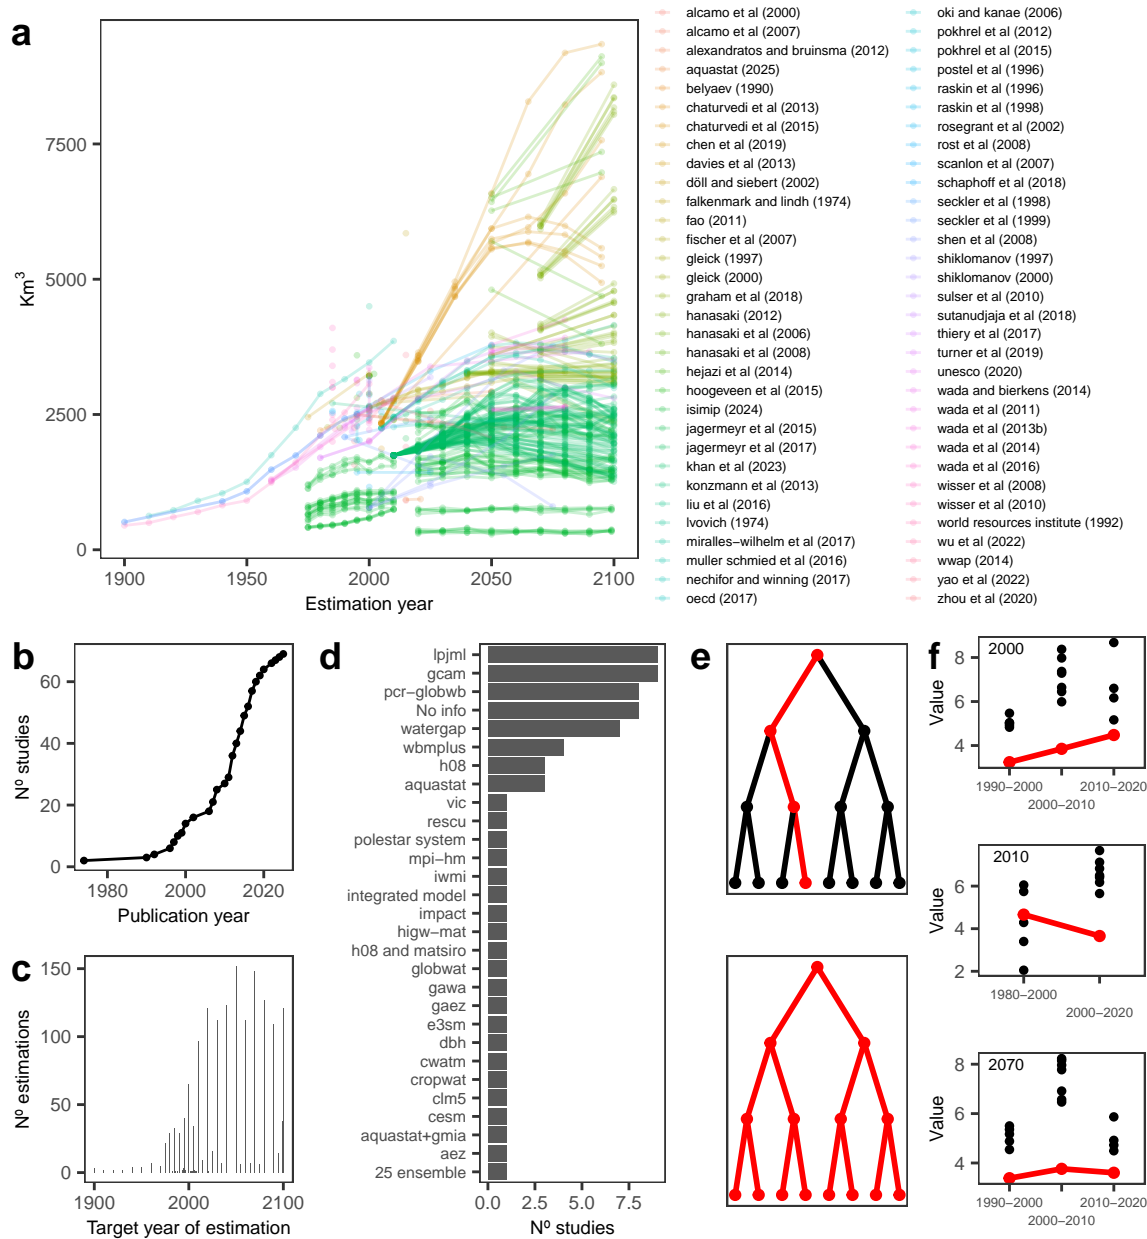 a
7500
5000
2500
0
Km3
1900
1950
2000
2050
2100
Estimation year
alcamo et al (2000)
alcamo et al (2007)
alexandratos and bruinsma (2012)
aquastat (2025)
belyaev (1990)
chaturvedi et al (2013)
chaturvedi et al (2015)
chen et al (2019)
davies et al (2013)
döll and siebert (2002)
falkenmark and lindh (1974)
fao (2011)
fischer et al (2007)
gleick (1997)
gleick (2000)
graham et al (2018)
hanasaki (2012)
hanasaki et al (2006)
hanasaki et al (2008)
hejazi et al (2014)
hoogeveen et al (2015)
isimip (2024)
jagermeyr et al (2015)
jagermeyr et al (2017)
khan et al (2023)
konzmann et al (2013)
liu et al (2016)
lvovich (1974)
miralles−wilhelm et al (2017)
muller schmied et al (2016)
nechifor and winning (2017)
oecd (2017)
oki and kanae (2006)
pokhrel et al (2012)
pokhrel et al (2015)
postel et al (1996)
raskin et al (1996)
raskin et al (1998)
rosegrant et al (2002)
rost et al (2008)
scanlon et al (2007)
schaphoff et al (2018)
seckler et al (1998)
seckler et al (1999)
shen et al (2008)
shiklomanov (1997)
shiklomanov (2000)
sulser et al (2010)
sutanudjaja et al (2018)
thiery et al (2017)
turner et al (2019)
unesco (2020)
wada and bierkens (2014)
wada et al (2011)
wada et al (2013b)
wada et al (2014)
wada et al (2016)
wisser et al (2008)
wisser et al (2010)
world resources institute (1992)
wu et al (2022)
wwap (2014)
yao et al (2022)
zhou et al (2020)
b
60
40
20
0
Nº studies
1980
2000
2020
Publication year
c
150
100
50
0
Nº estimations
1900
2000
2100
Target year of estimation
d
lpjml
gcam
pcr−globwb
No info
watergap
wbmplus
h08
aquastat
vic
rescu
polestar system
mpi−hm
iwmi
integrated model
impact
higw−mat
h08 and matsiro
globwat
gawa
gaez
e3sm
dbh
cwatm
cropwat
clm5
cesm
aquastat+gmia
aez
25 ensemble
0.0
2.5
5.0
7.5
Nº studies
e
f
2000
8
6
4
Value
1990−2000
2000−2010
2010−2020
2010
6
4
2
Value
1980−2000
2000−2020
2070
8
6
4
Value
1990−2000
2000−2010
2010−2020